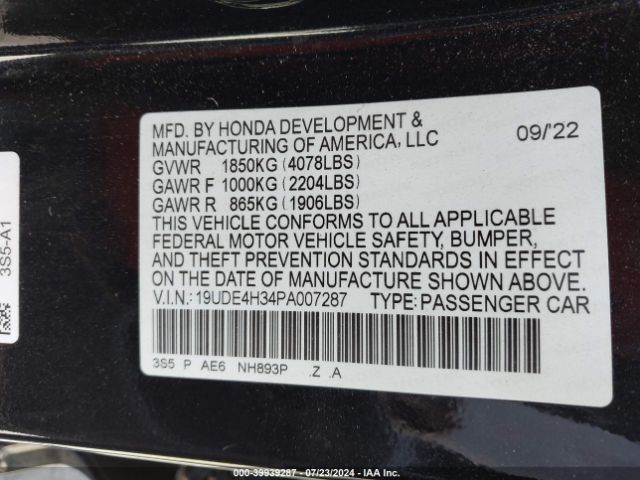 MFD. BY HONDA DEVELOPMENT &
MANUFACTURING OF AMERICA, LLC 09/'22
GVWR 1850KG (4078LBS)
GAWR F 1000KG (2204LBS)
GAWR R 865KG (1906LBS)
THIS VEHICLE CONFORMS TO ALL APPLICABLE
FEDERAL MOTOR VEHICLE SAFETY, BUMPER,
AND THEFT PREVENTION STANDARDS IN EFFECT
ON THE DATE OF MANUFACTURE SHOWN ABOVE.
V.I.N.:19UDE4H34PA007287 TYPE:PASSENGER CAR
3S5 P AE6 NH893P .Z .A
3S5-A1
000-39939287 - 07/23/2024 - IAA Inc.